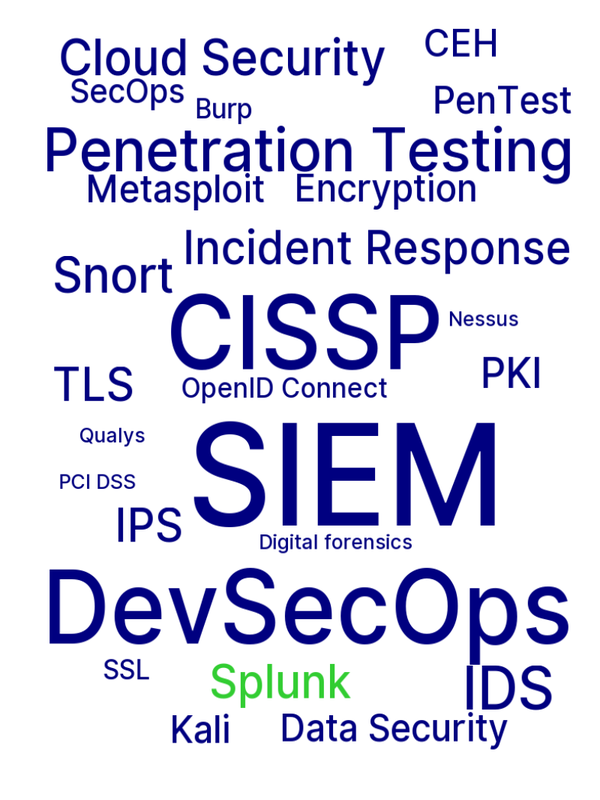 Cloud Security
CEH
SecOps
Burp
PenTest
Penetration Testing
Metasploit
Encryption
Incident Response
Snort
CISSP
Nessus
TLS
OpenID Connect
PKI
Qualys
SIEM
PCI DSS
IPS
Digital forensics
DevSecOps
SSL
Splunk
IDS
Kali
Data Security